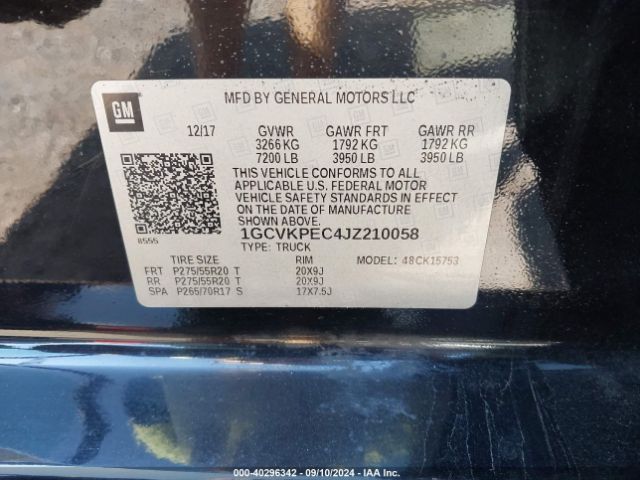 GM
MFD BY GENERAL MOTORS LLC
12/17 GVWR GAWR FRT GAWR RR
3266 KG 1792 KG 1792 KG
7200 LB 3950 LB 3950 LB
THIS VEHICLE CONFORMS TO ALL
APPLICABLE U.S. FEDERAL MOTOR
VEHICLE SAFETY STANDARDS IN EFFECT
ON THE DATE OF MANUFACTURE
SHOWN ABOVE.
8555
1GCVKPEC4JZ210058
TYPE: TRUCK
TIRE SIZE RIM MODEL: 48CK15753
FRT P275/55R20 T 20X9J
RR P275/55R20 T 20X9J
SPA P265/70R17 S 17X7.5J
000-40296342 - 09/10/2024 - IAA Inc.